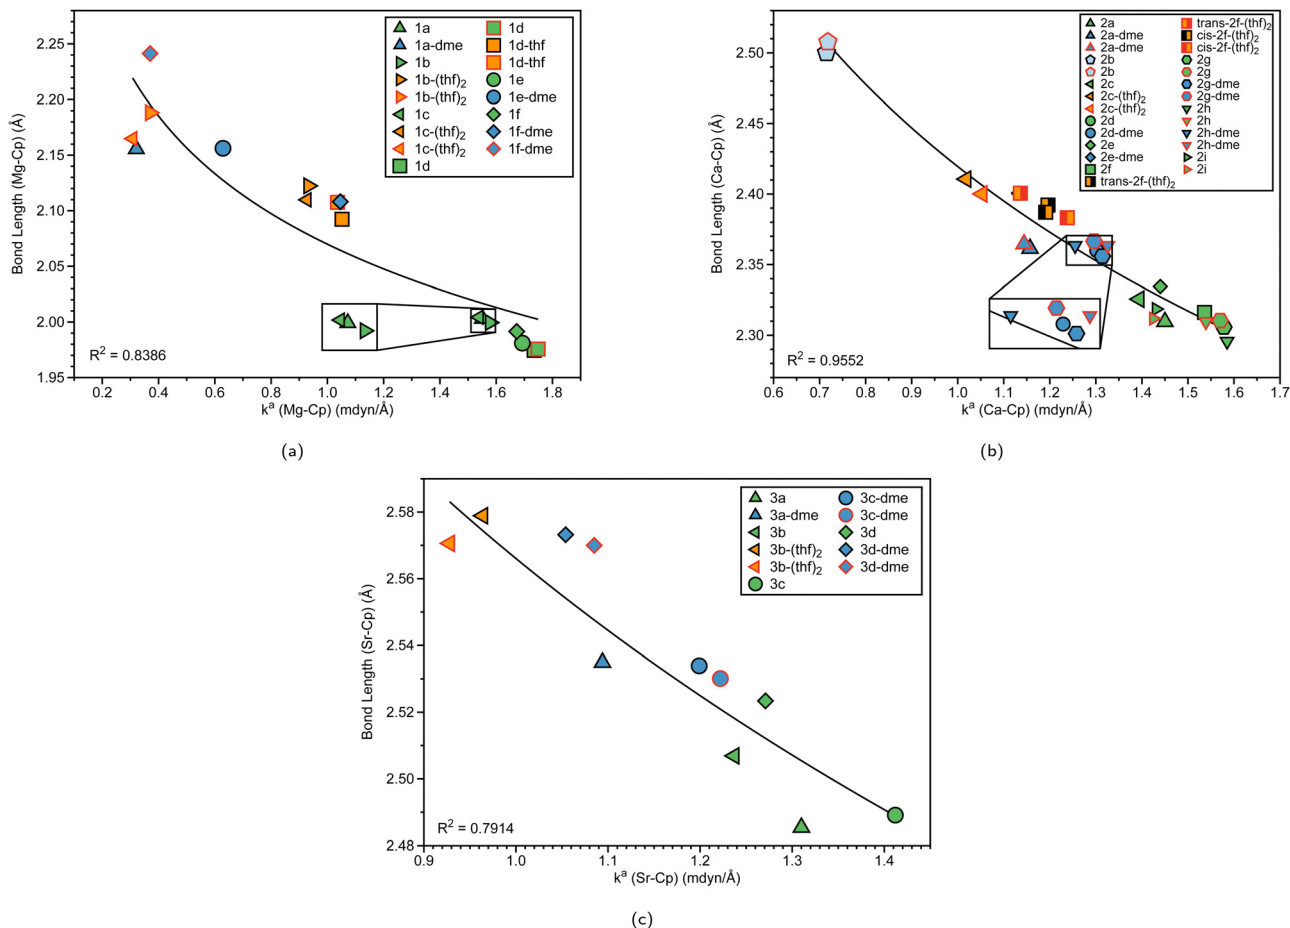 2.25
2.20
2.15
2.10
2.05
2.00
1.95
Bond Length (Mg-Cp) (Å)
1a
1a-dme
1b
1b-(thf)2
1b-(thf)2
1c
1c-(thf)2
1c-(thf)2
1d
1d
1d-thf
1d-thf
1e
1e-dme
1f
1f-dme
1f-dme
R2 = 0.8386
0.2 0.4 0.6 0.8 1.0 1.2 1.4 1.6 1.8
ka (Mg-Cp) (mdyn/Å)
(a)
2.50
2.45
2.40
2.35
2.30
Bond Length (Ca-Cp) (Å)
2a
2a-dme
2a-dme
2b
2b
2c
2c-(thf)2
2c-(thf)2
2d
2d-dme
2e
2e-dme
2f
trans-2f-(thf)2
trans-2f-(thf)2
cis-2f-(thf)2
cis-2f-(thf)2
2g
2g
2g-dme
2g-dme
2h
2h
2h-dme
2h-dme
2i
2i
R2 = 0.9552
0.6 0.7 0.8 0.9 1.0 1.1 1.2 1.3 1.4 1.5 1.6 1.7
ka (Ca-Cp) (mdyn/Å)
(b)
2.58
2.56
2.54
2.52
2.50
2.48
Bond Length (Sr-Cp) (Å)
3a
3a-dme
3b
3b-(thf)2
3b-(thf)2
3c
3c-dme
3c-dme
3d
3d-dme
3d-dme
R2 = 0.7914
0.9 1.0 1.1 1.2 1.3 1.4
ka (Sr-Cp) (mdyn/Å)
(c)